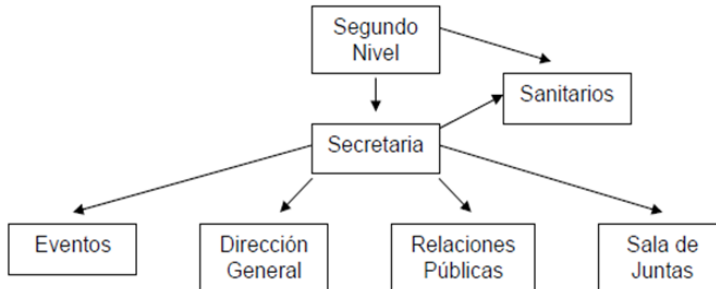 Segundo
Nivel
Sanitarios
Secretaria
Eventos
Dirección
General
Relaciones
Públicas
Sala de
Juntas